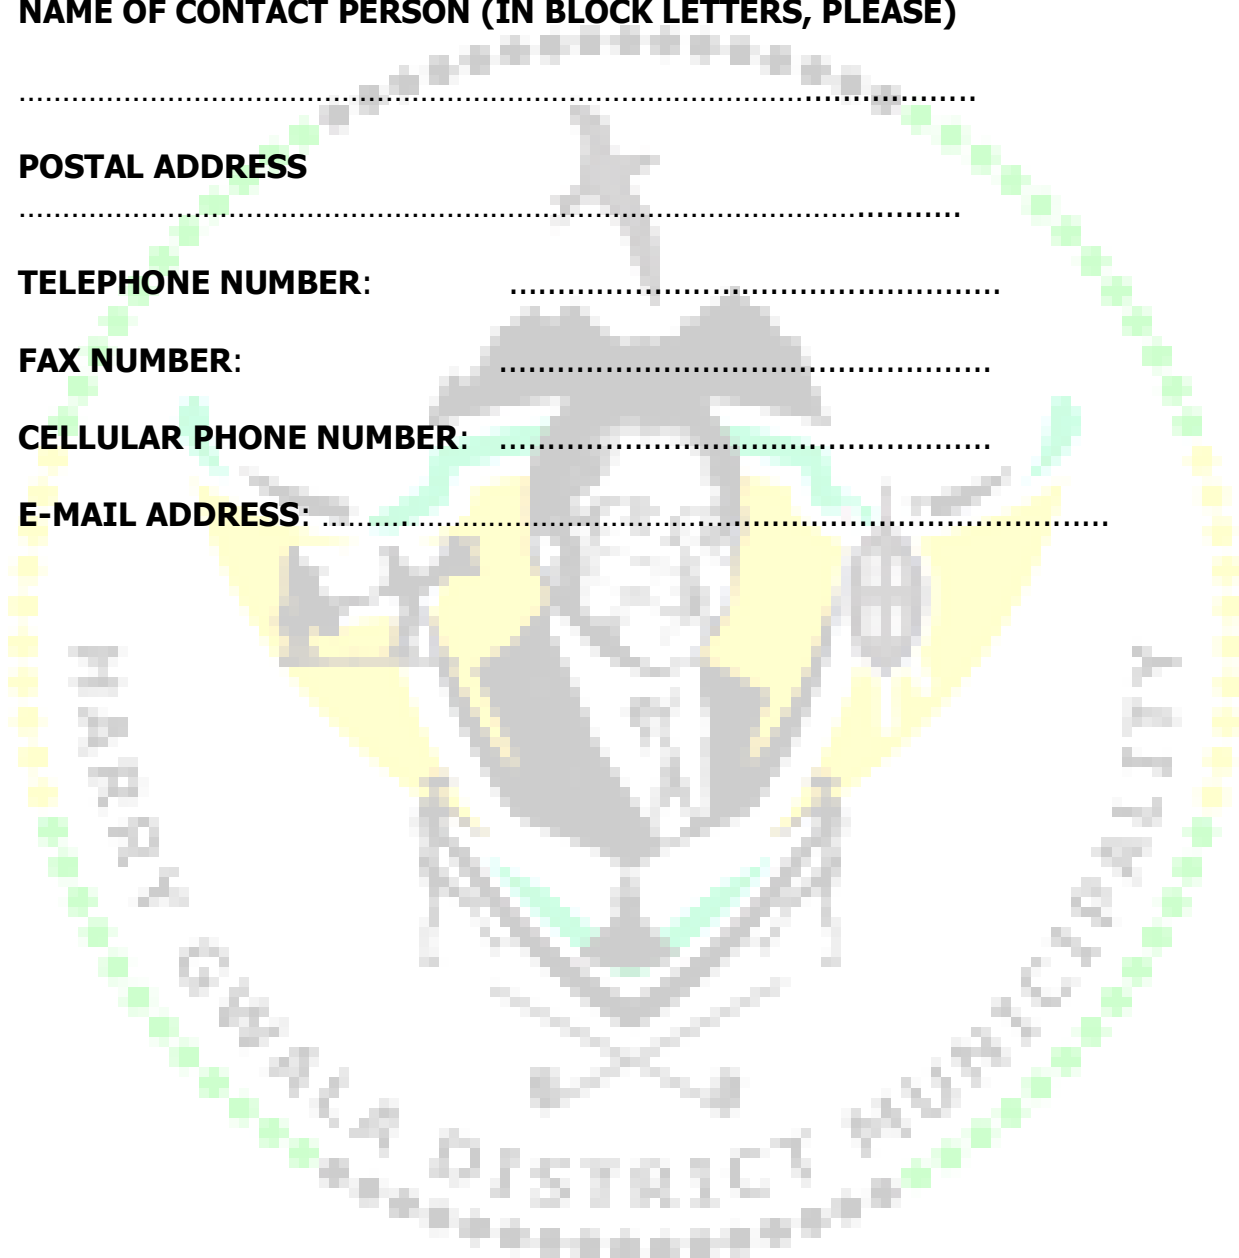 NAME OF CONTACT PERSON (IN BLOCK LETTERS, PLEASE)
................................................................................................
POSTAL ADDRESS
................................................................................................
TELEPHONE NUMBER: ..................................................
FAX NUMBER: ..................................................
CELLULAR PHONE NUMBER: ..................................................
E-MAIL ADDRESS: ................................................................................
HARRY GWALA DISTRICT MUNICIPALITY